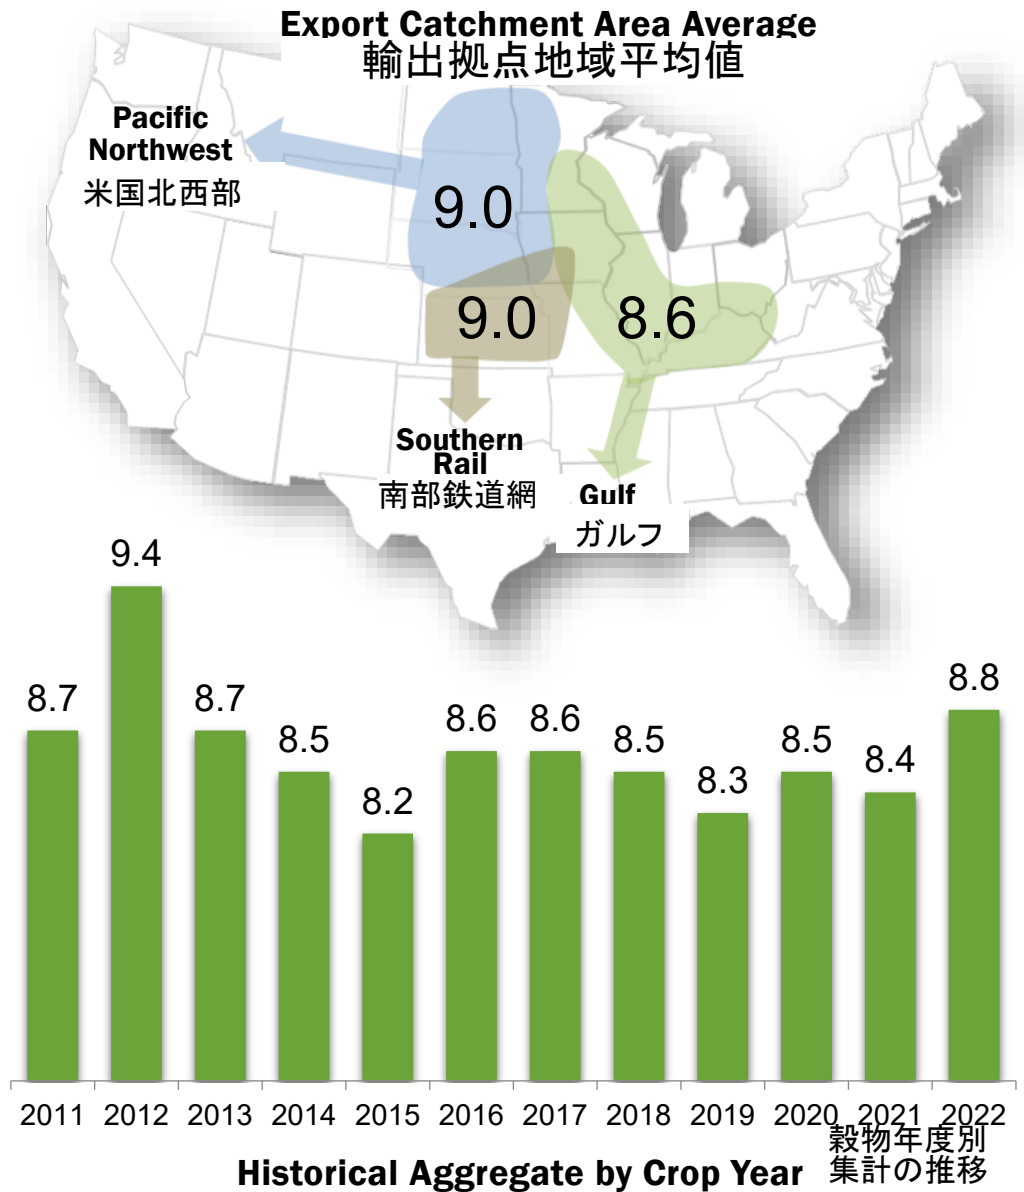 Export Catchment Area Average
輸出拠点地域平均値
Pacific
Northwest
米国北西部
9.0
9.0
8.6
Southern
Rail
南部鉄道網
Gulf
ガルフ
8.7
9.4
8.7
8.5
8.2
8.6
8.6
8.5
8.3
8.5
8.4
8.8
2011 2012 2013 2014 2015 2016 2017 2018 2019 2020 2021 2022
Historical Aggregate by Crop Year
穀物年度別
集計の推移